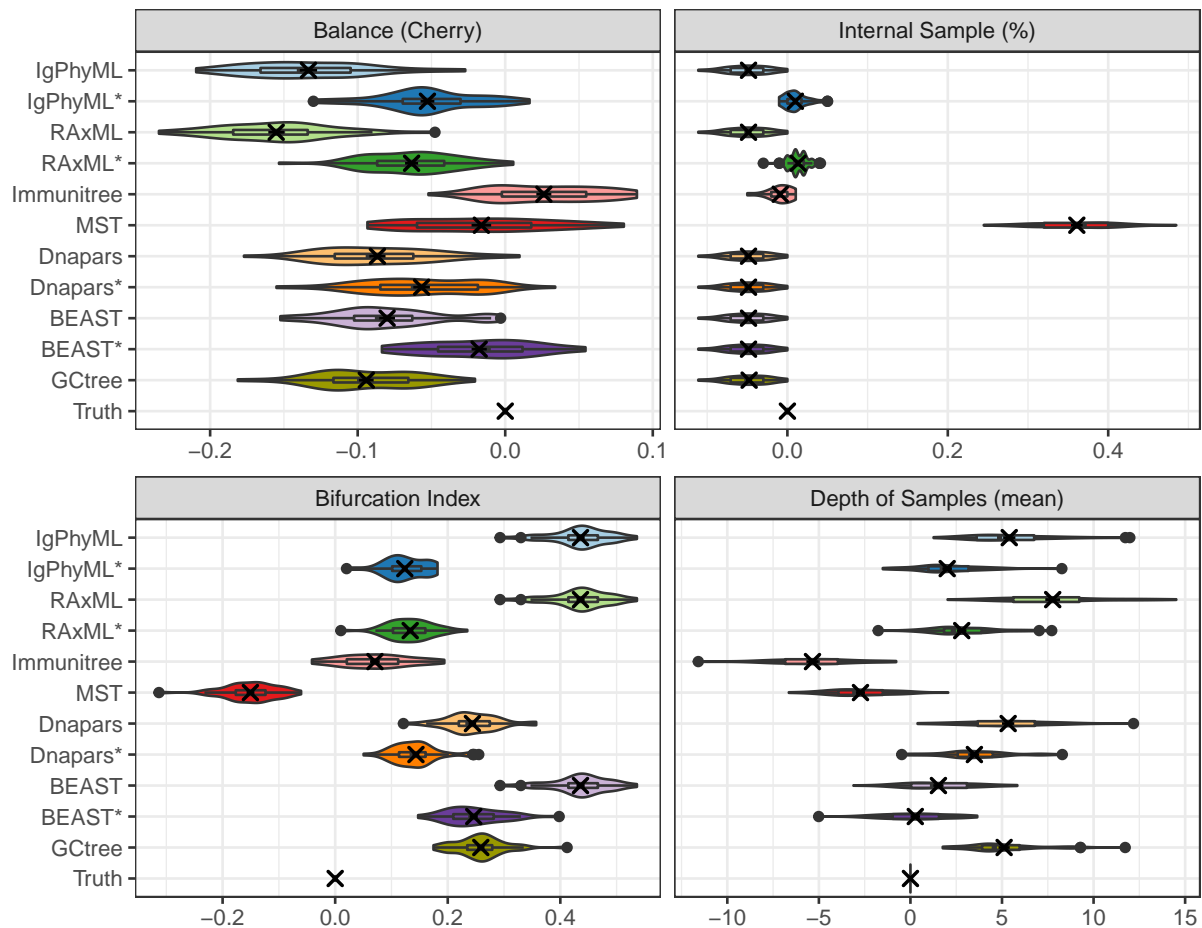 Balance (Cherry)
Internal Sample (%)
IgPhyML
IgPhyML*
RAxML
RAxML*
Immunitree
MST
Dnapars
Dnapars*
BEAST
BEAST*
GCtree
Truth
−0.2 −0.1 0.0 0.1
0.0 0.2 0.4
Bifurcation Index
Depth of Samples (mean)
IgPhyML
IgPhyML*
RAxML
RAxML*
Immunitree
MST
Dnapars
Dnapars*
BEAST
BEAST*
GCtree
Truth
−0.2 0.0 0.2 0.4
−10 −5 0 5 10 15